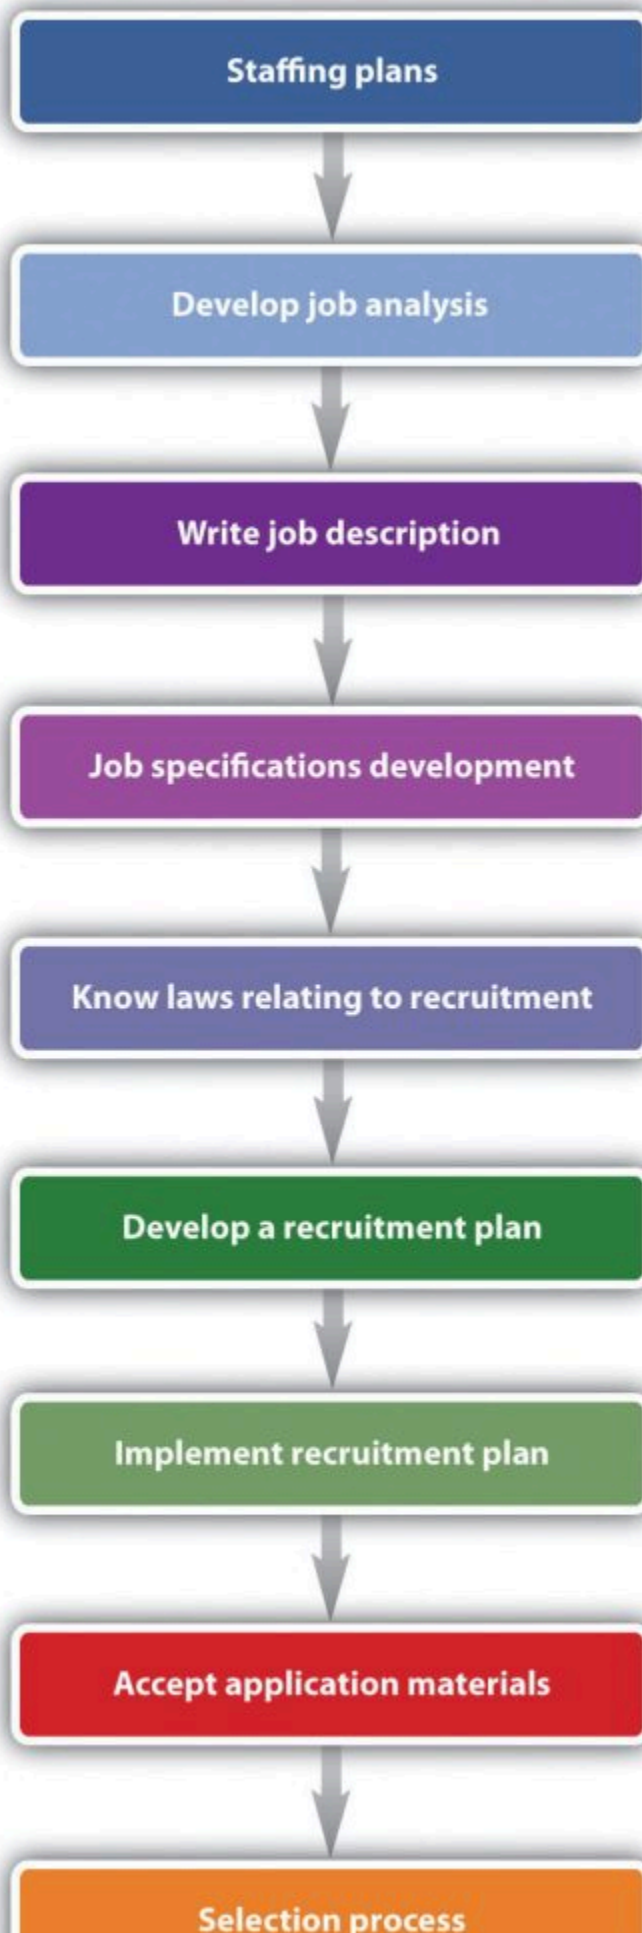 Staffing plans
Develop job analysis
Write job description
Job specifications development
Know laws relating to recruitment
Develop a recruitment plan
Implement recruitment plan
Accept application materials
Selection process